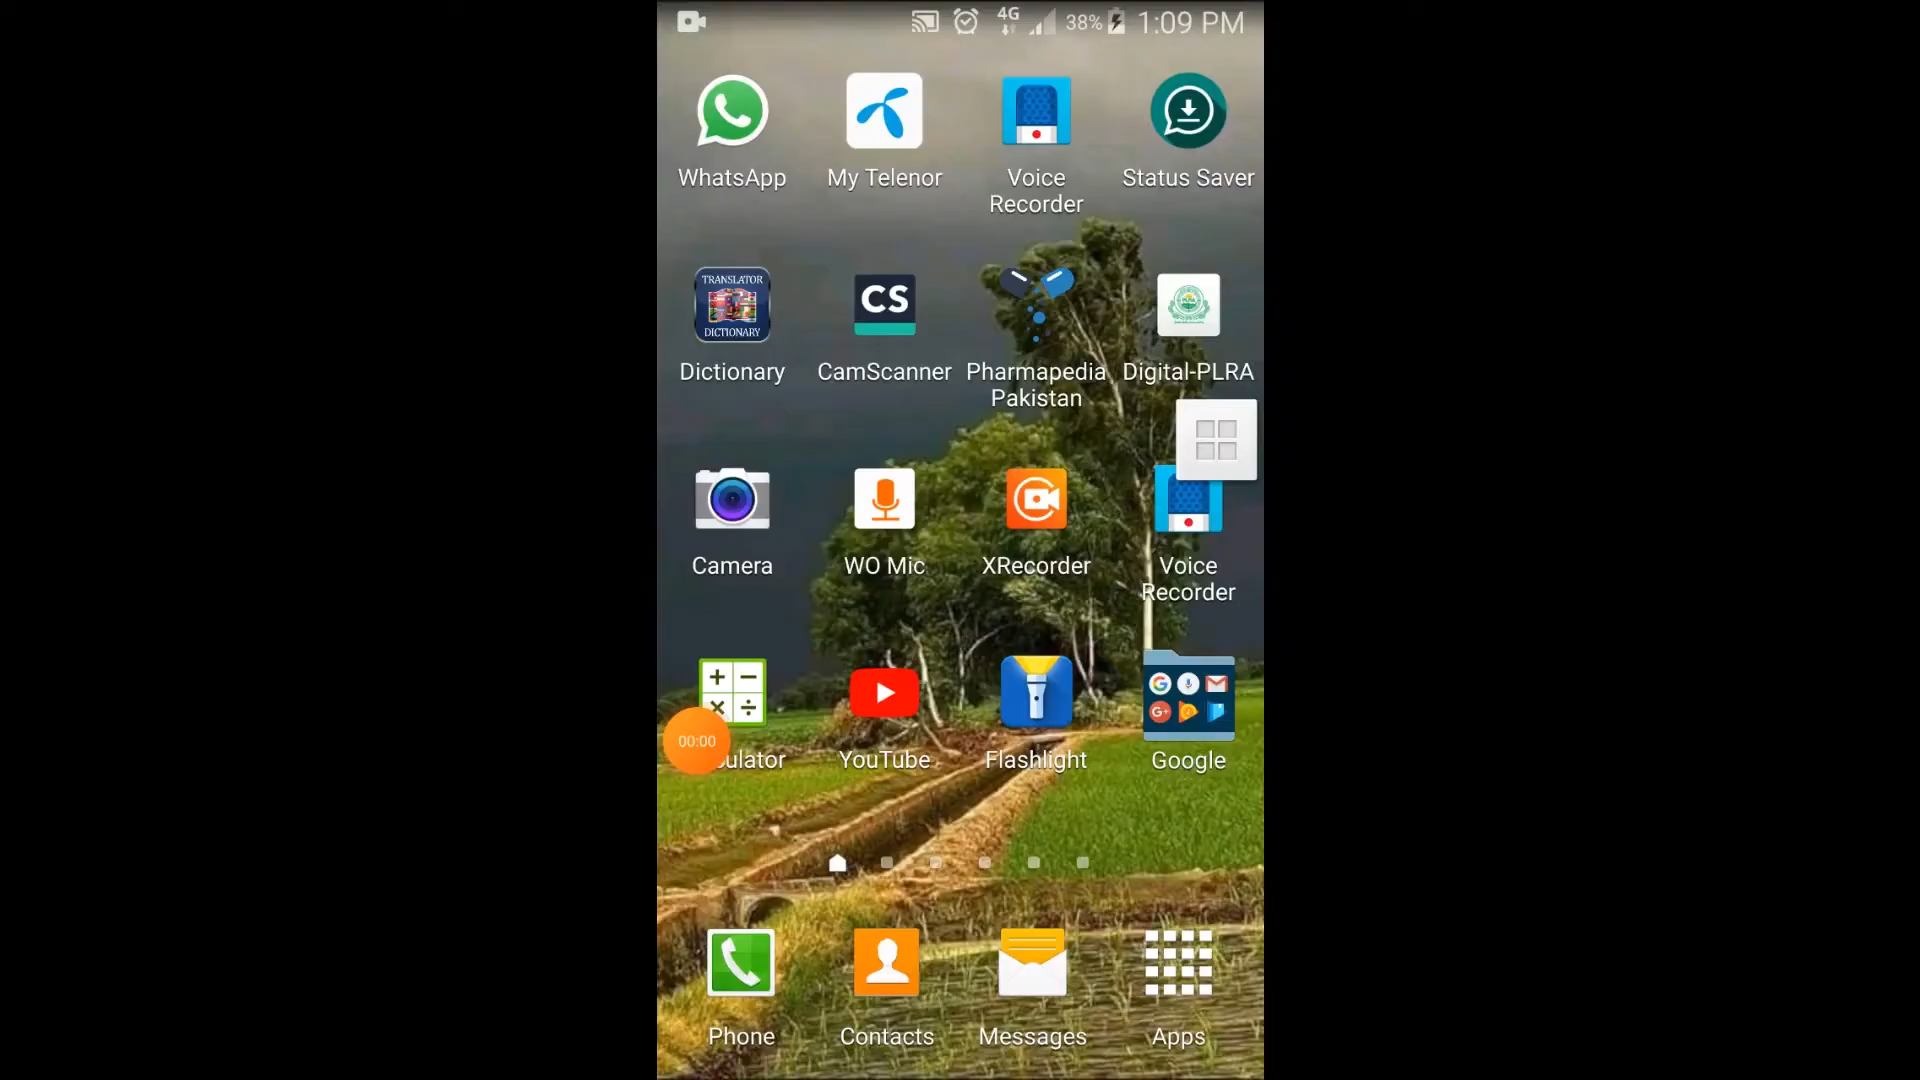 4G 38% 1:09 PM
WhatsApp My Telenor Voice Recorder Status Saver
TRANSLATOR
DICTIONARY
CS
Dictionary CamScanner Pharmapedia Pakistan Digital-PLRA
Camera WO Mic XRecorder Voice Recorder
00:00
ulator YouTube Flashlight Google
Phone Contacts Messages Apps